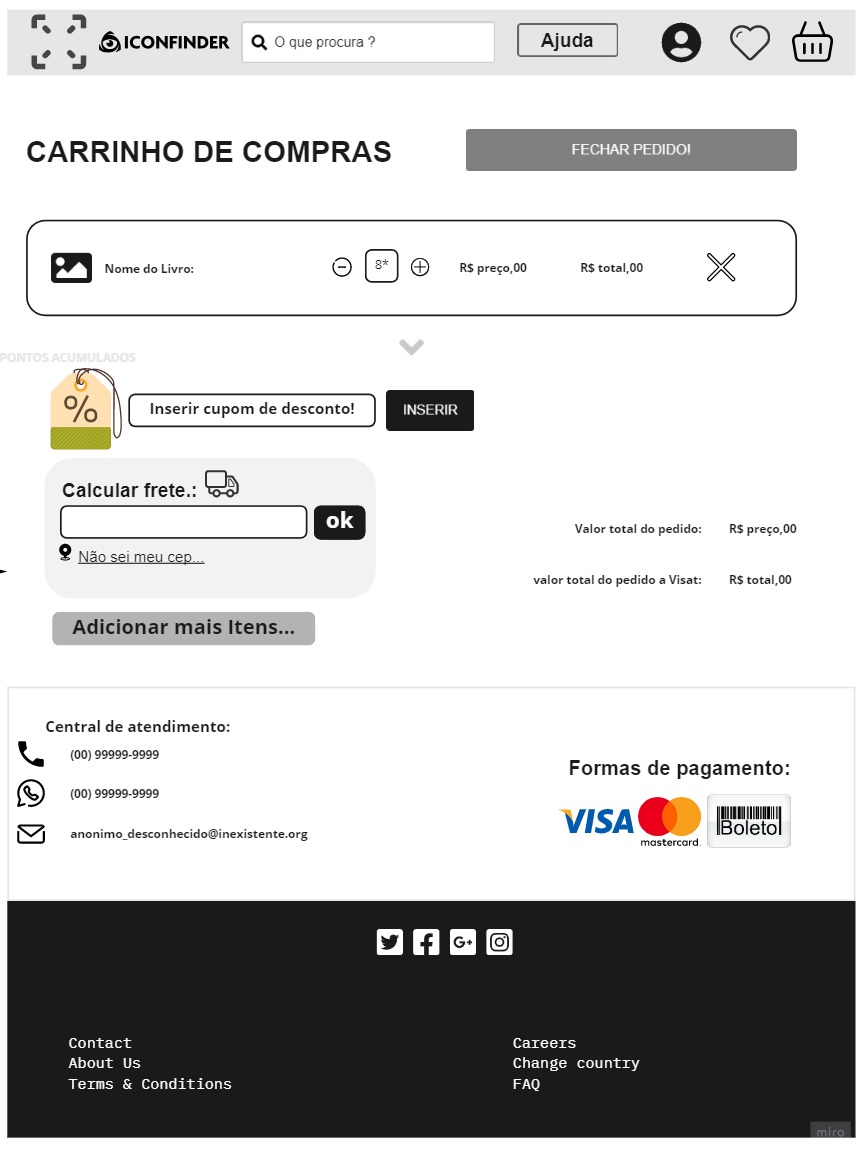 ICONFINDER
O que procura ?
Ajuda
CARRINHO DE COMPRAS
FECHAR PEDIDO!
Nome do Livro:
8*
R$ preço,00
R$ total,00
PONTOS ACUMULADOS
%
Inserir cupom de desconto!
INSERIR
Calcular frete.:
ok
Não sei meu cep...
Valor total do pedido:
R$ preço,00
valor total do pedido a Visat:
R$ total,00
Adicionar mais Itens...
Central de atendimento:
(00) 99999-9999
(00) 99999-9999
anonimo_desconhecido@inexistente.org
Formas de pagamento:
VISA
mastercard.
Boleto
G+
Contact
About Us
Terms & Conditions
Careers
Change country
FAQ
miro